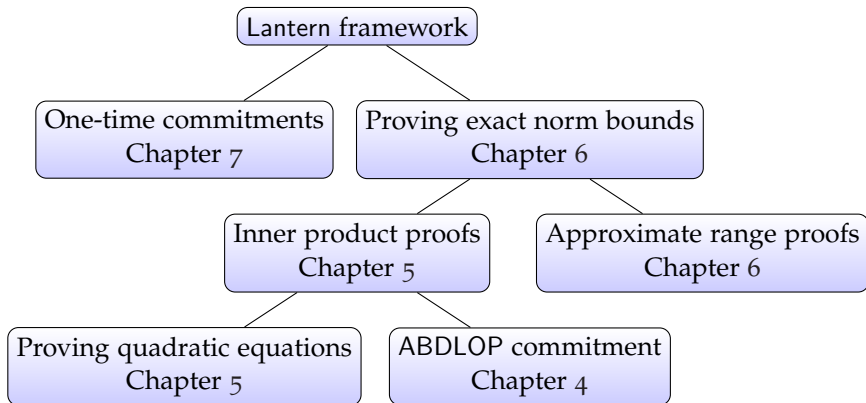 Lantern framework
One-time commitments
Chapter 7
Proving exact norm bounds
Chapter 6
Inner product proofs
Chapter 5
Approximate range proofs
Chapter 6
Proving quadratic equations
Chapter 5
ABDLOP commitment
Chapter 4